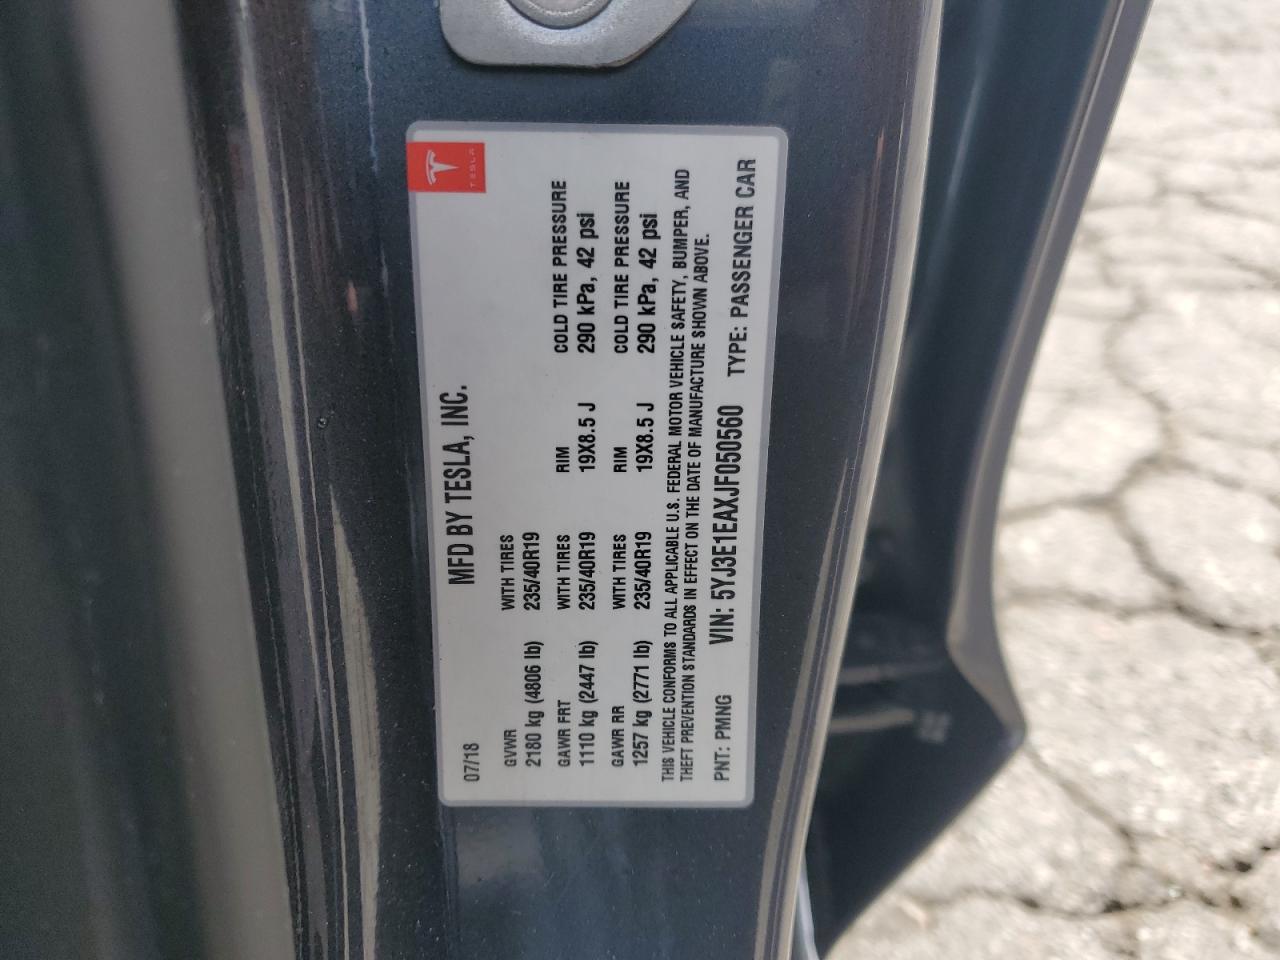 TESLA
MFD BY TESLA, INC.
07/18
GVWR WITH TIRES
2180 kg (4806 lb) 235/40R19
GAWR FRT WITH TIRES RIM COLD TIRE PRESSURE
1110 kg (2447 lb) 235/40R19 19X8.5 J 290 kPa, 42 psi
GAWR RR WITH TIRES RIM COLD TIRE PRESSURE
1257 kg (2771 lb) 235/40R19 19X8.5 J 290 kPa, 42 psi
THIS VEHICLE CONFORMS TO ALL APPLICABLE U.S. FEDERAL MOTOR VEHICLE SAFETY, BUMPER, AND
THEFT PREVENTION STANDARDS IN EFFECT ON THE DATE OF MANUFACTURE SHOWN ABOVE.
PNT: PMNG VIN: 5YJ3E1EAXJF050560 TYPE: PASSENGER CAR